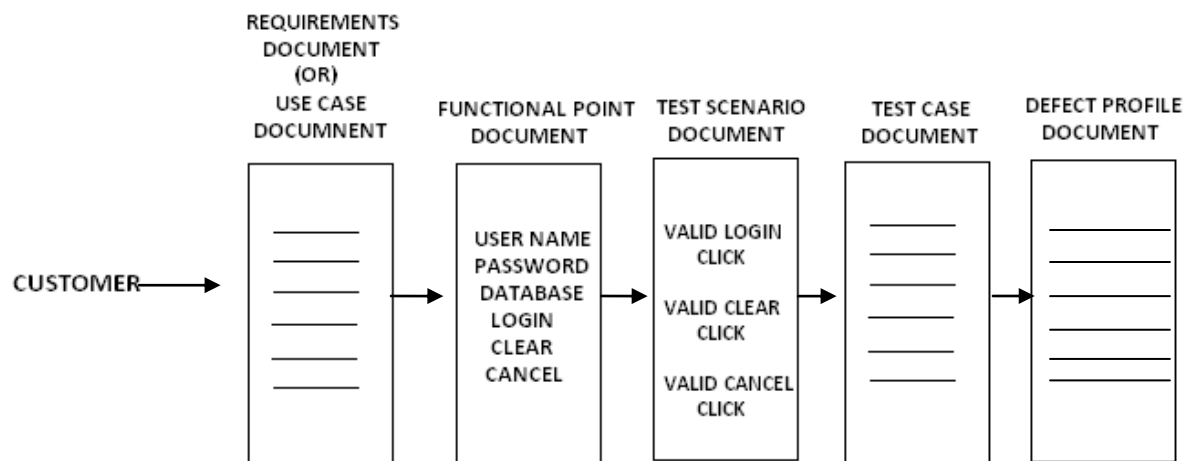 REQUIREMENTS
DOCUMENT
(OR)
USE CASE
DOCUMNENT
FUNCTIONAL POINT
DOCUMENT
TEST SCENARIO
DOCUMENT
TEST CASE
DOCUMENT
DEFECT PROFILE
DOCUMENT
CUSTOMER
USER NAME
PASSWORD
DATABASE
LOGIN
CLEAR
CANCEL
VALID LOGIN
CLICK
VALID CLEAR
CLICK
VALID CANCEL
CLICK